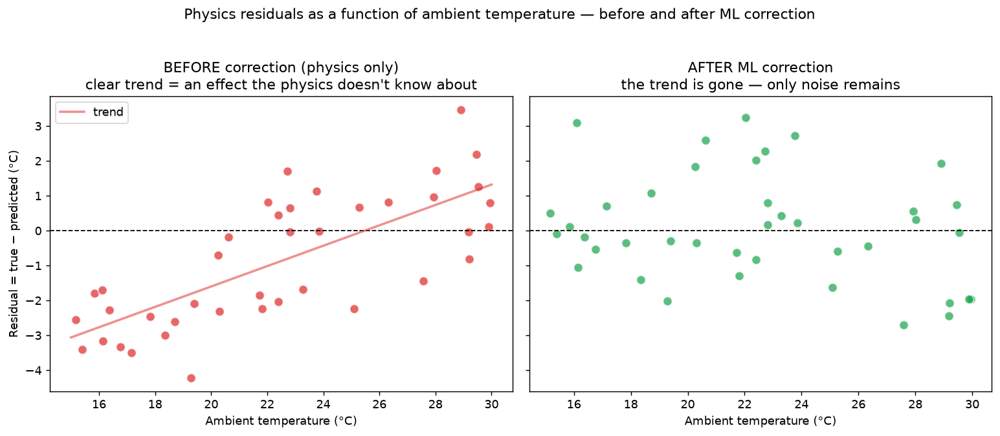 Physics residuals as a function of ambient temperature — before and after ML correction
BEFORE correction (physics only)
clear trend = an effect the physics doesn't know about
trend
3
2
1
0
−1
−2
−3
−4
Residual = true − predicted (°C)
16 18 20 22 24 26 28 30
Ambient temperature (°C)
AFTER ML correction
the trend is gone — only noise remains
16 18 20 22 24 26 28 30
Ambient temperature (°C)